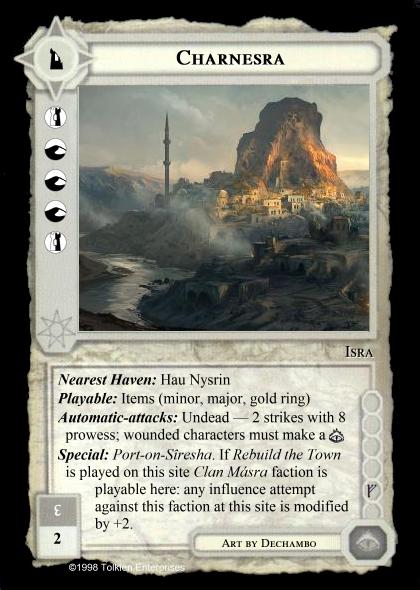 CHARNESRA
ISRA
Nearest Haven: Hau Nysrin
Playable: Items (minor, major, gold ring)
Automatic-attacks: Undead — 2 strikes with 8
prowess; wounded characters must make a
Special: Port-on-Sîresha. If Rebuild the Town
is played on this site Clan Másra faction is
playable here: any influence attempt
against this faction at this site is modified
by +2.
ε
2
ART BY DECHAMBO
©1998 Tolkien Enterprises